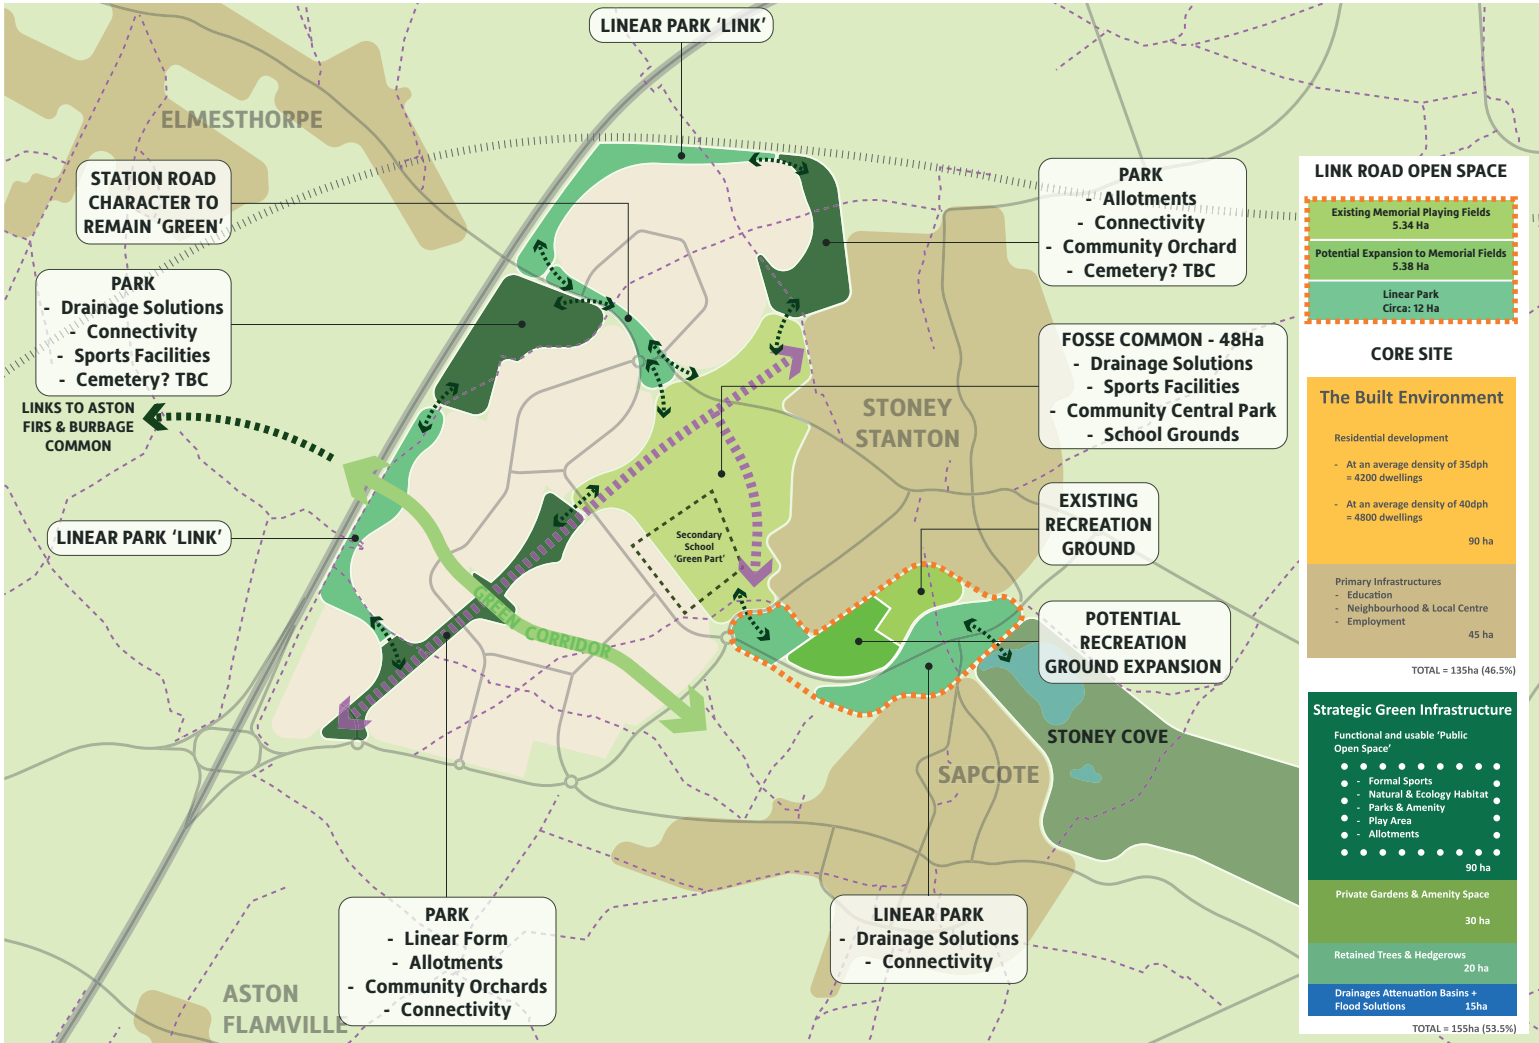 LINEAR PARK ‘LINK’
ELMESTHORPE
STATION ROAD
CHARACTER TO
REMAIN ‘GREEN’
PARK
- Drainage Solutions
- Connectivity
- Sports Facilities
- Cemetery? TBC
LINKS TO ASTON
FIRS & BURBAGE
COMMON
LINEAR PARK ‘LINK’
PARK
- Allotments
- Connectivity
- Community Orchard
- Cemetery? TBC
FOSSE COMMON - 48Ha
- Drainage Solutions
- Sports Facilities
- Community Central Park
- School Grounds
STONEY
STANTON
EXISTING
RECREATION
GROUND
Secondary
School
‘Green Part’
POTENTIAL
RECREATION
GROUND EXPANSION
GREEN CORRIDOR
STONEY COVE
SAPCOTE
PARK
- Linear Form
- Allotments
- Community Orchards
- Connectivity
LINEAR PARK
- Drainage Solutions
- Connectivity
ASTON
FLAMVILLE
LINK ROAD OPEN SPACE
Existing Memorial Playing Fields
5.34 Ha
Potential Expansion to Memorial Fields
5.38 Ha
Linear Park
Circa: 12 Ha
CORE SITE
The Built Environment
Residential development
- At an average density of 35dph
= 4200 dwellings
- At an average density of 40dph
= 4800 dwellings
90 ha
Primary Infrastructures
- Education
- Neighbourhood & Local Centre
- Employment
45 ha
TOTAL = 135ha (46.5%)
Strategic Green Infrastructure
Functional and usable ‘Public
Open Space’
- Formal Sports
- Natural & Ecology Habitat
- Parks & Amenity
- Play Area
- Allotments
90 ha
Private Gardens & Amenity Space
30 ha
Retained Trees & Hedgerows
20 ha
Drainages Attenuation Basins +
Flood Solutions 15ha
TOTAL = 155ha (53.5%)